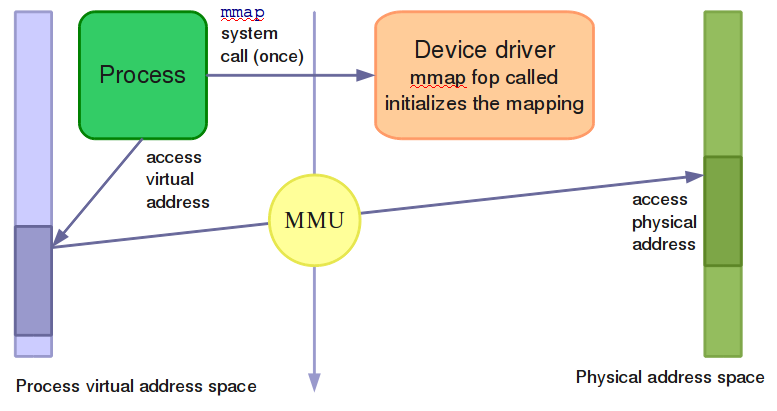 mmap
system
call (once)
Process
Device driver
mmap fop called
initializes the mapping
access
virtual
address
MMU
access
physical
address
Process virtual address space
Physical address space